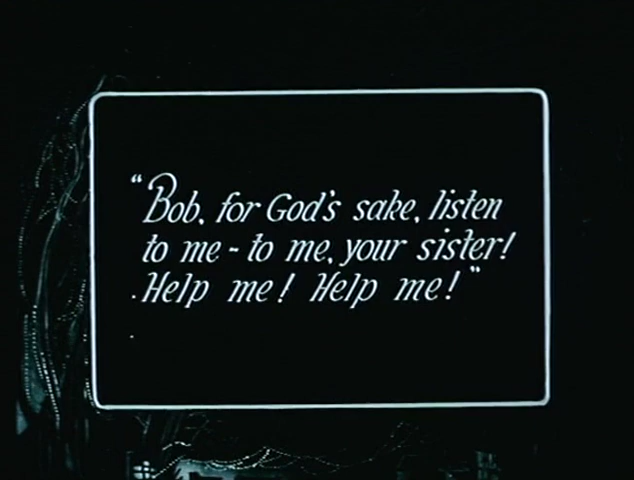 "Bob, for God's sake, listen
to me - to me, your sister!
Help me! Help me!"